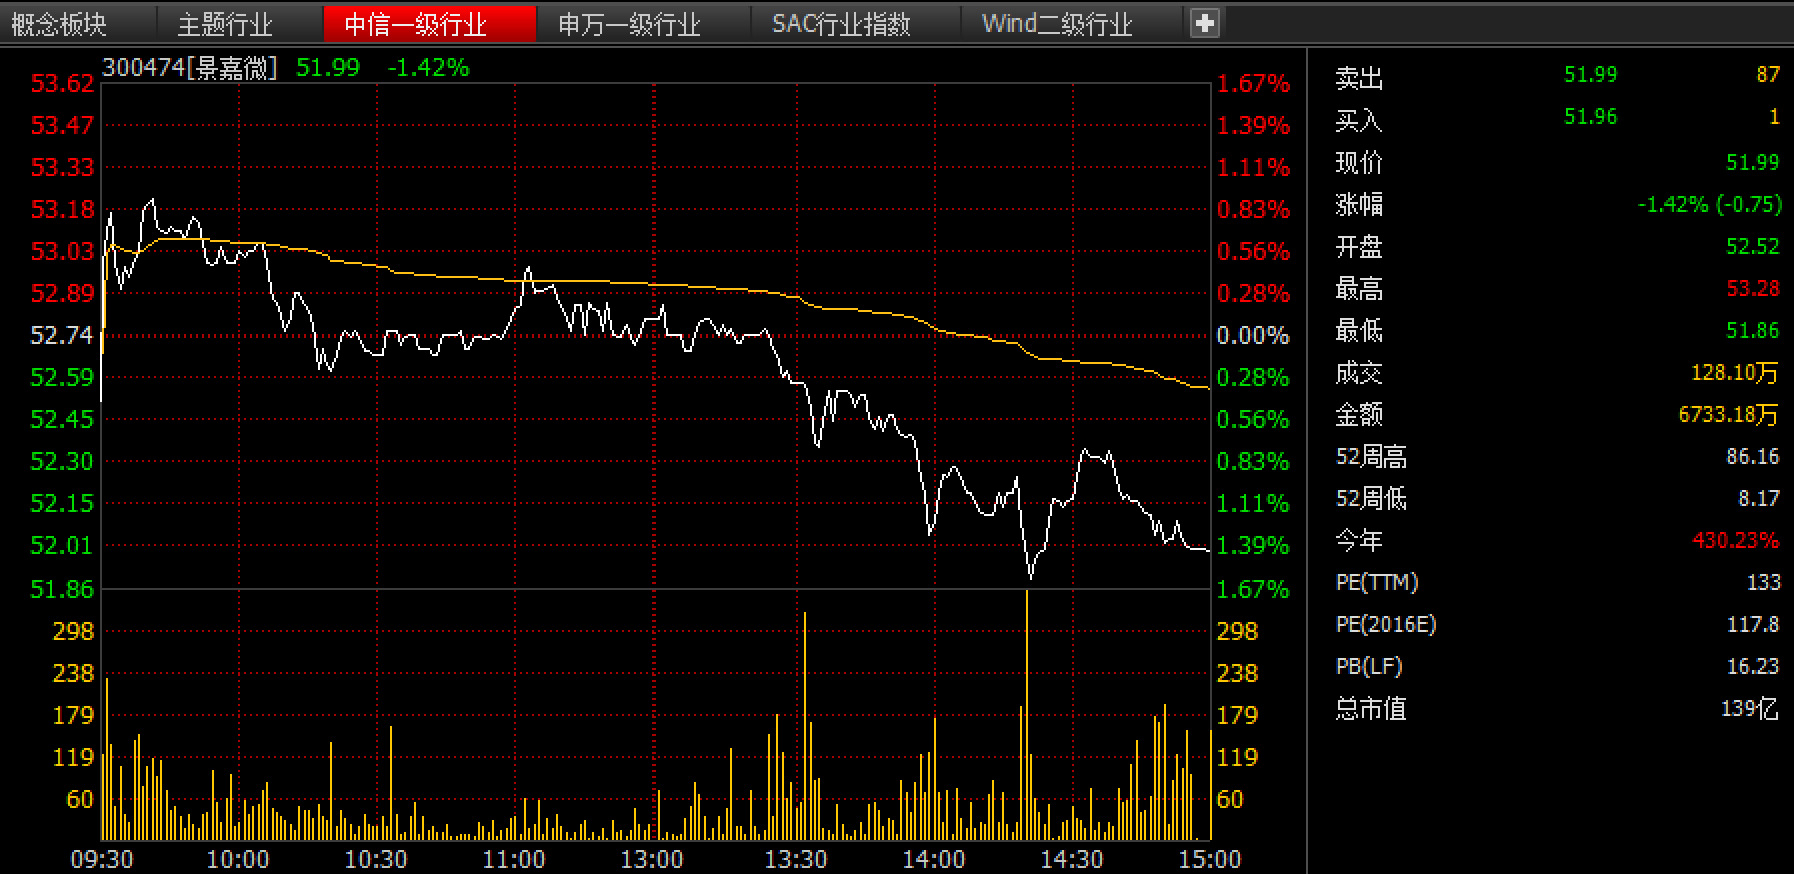 概念板块 主题行业 中信一级行业 申万一级行业 SAC行业指数 Wind二级行业
300474[景嘉微] 51.99 -1.42%
53.62 1.67%
53.47 1.39%
53.33 1.11%
53.18 0.83%
53.03 0.56%
52.89 0.28%
52.74 0.00%
52.59 0.28%
52.45 0.56%
52.30 0.83%
52.15 1.11%
52.01 1.39%
51.86 1.67%
298 298
238 238
179 179
119 119
60 60
09:30 10:00 10:30 11:00 13:00 13:30 14:00 14:30 15:00
卖出 51.99 87
买入 51.96 1
现价 51.99
涨幅 -1.42% (-0.75)
开盘 52.52
最高 53.28
最低 51.86
成交 128.10万
金额 6733.18万
52周高 86.16
52周低 8.17
今年 430.23%
PE(TTM) 133
PE(2016E) 117.8
PB(LF) 16.23
总市值 139亿